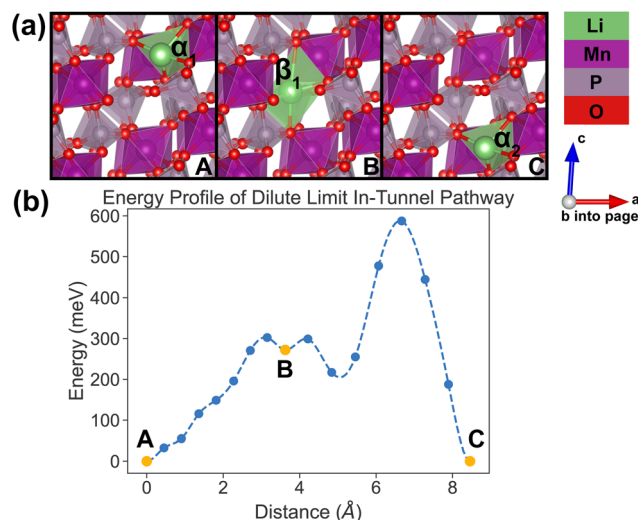 (a)
α1
A
β1
B
α2
C
Li
Mn
P
O
c
a
b into page
(b)
Energy Profile of Dilute Limit In-Tunnel Pathway
Energy (meV)
600
500
400
300
200
100
0
A
B
C
0
2
4
6
8
Distance (Å)